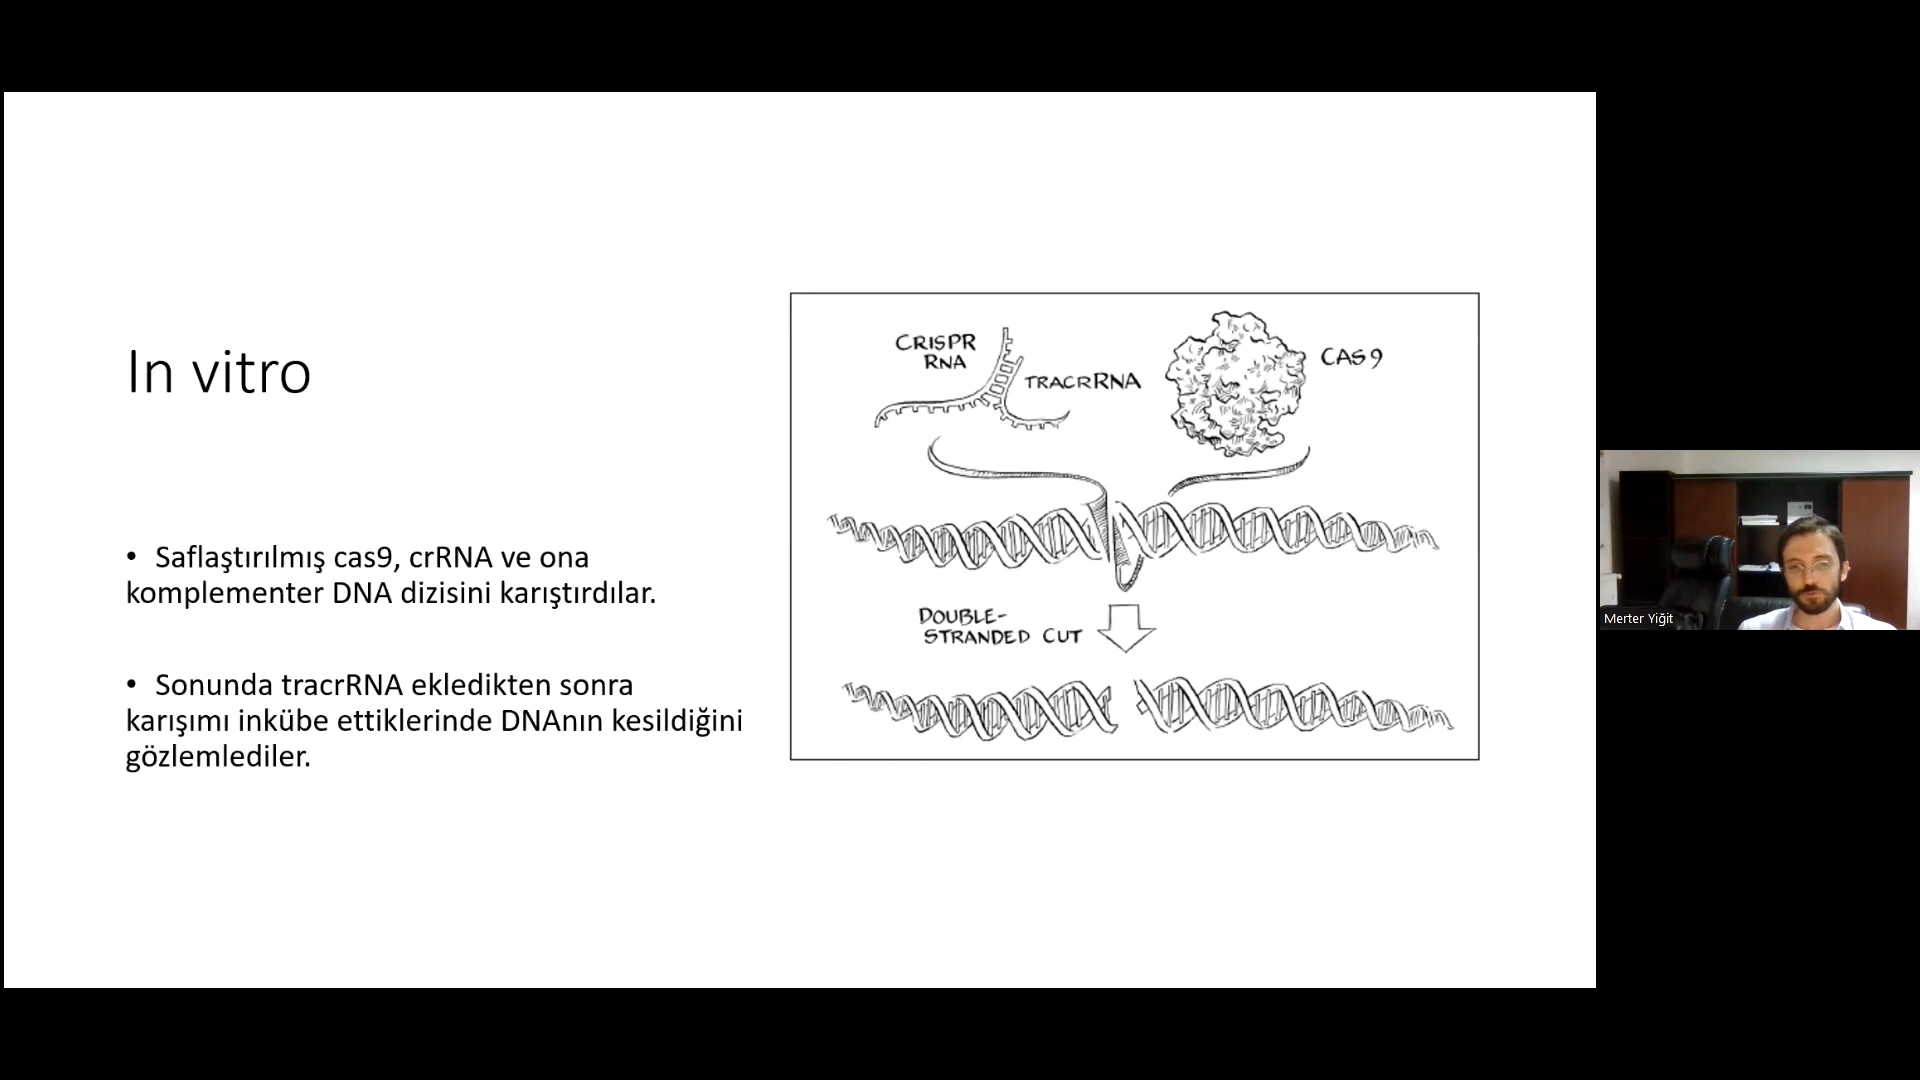 In vitro
• Saflaştırılmış cas9, crRNA ve ona
komplementer DNA dizisini karıştırdılar.
• Sonunda tracrRNA ekledikten sonra
karışımı inkübe ettiklerinde DNAnın kesildiğini
gözlemlediler.
CRISPR
RNA
TRACRRNA
CAS9
DOUBLE-
STRANDED CUT
Merter Yiğit